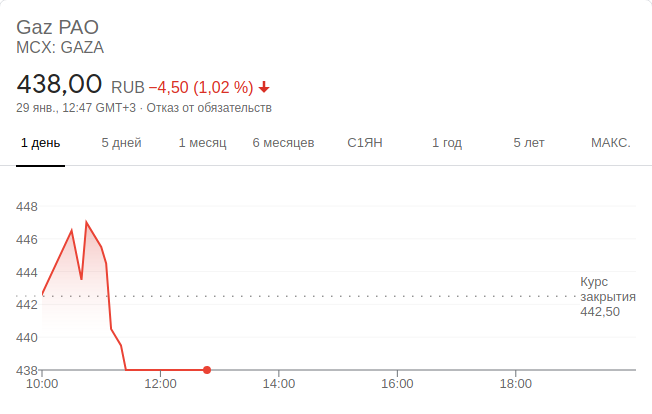 Gaz PAO
MCX: GAZA
438,00 RUB −4,50 (1,02 %)
29 янв., 12:47 GMT+3 · Отказ от обязательств
1 день 5 дней 1 месяц 6 месяцев С1ЯН 1 год 5 лет МАКС.
448
446
444
442
440
438
Курс
закрытия
442,50
10:00 12:00 14:00 16:00 18:00